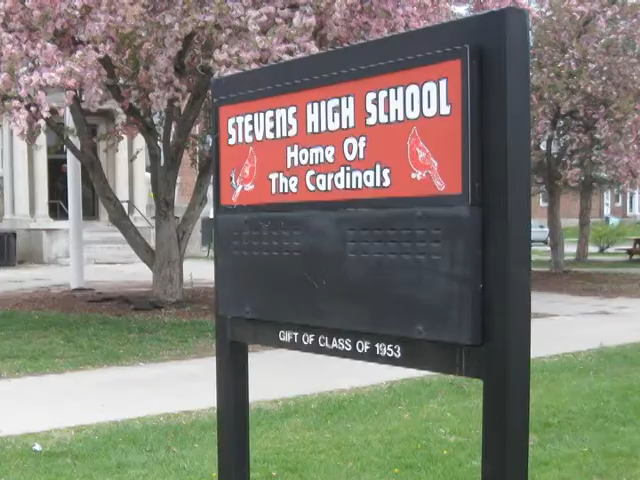 STEVENS HIGH SCHOOL
Home Of
The Cardinals
GIFT OF CLASS OF 1953